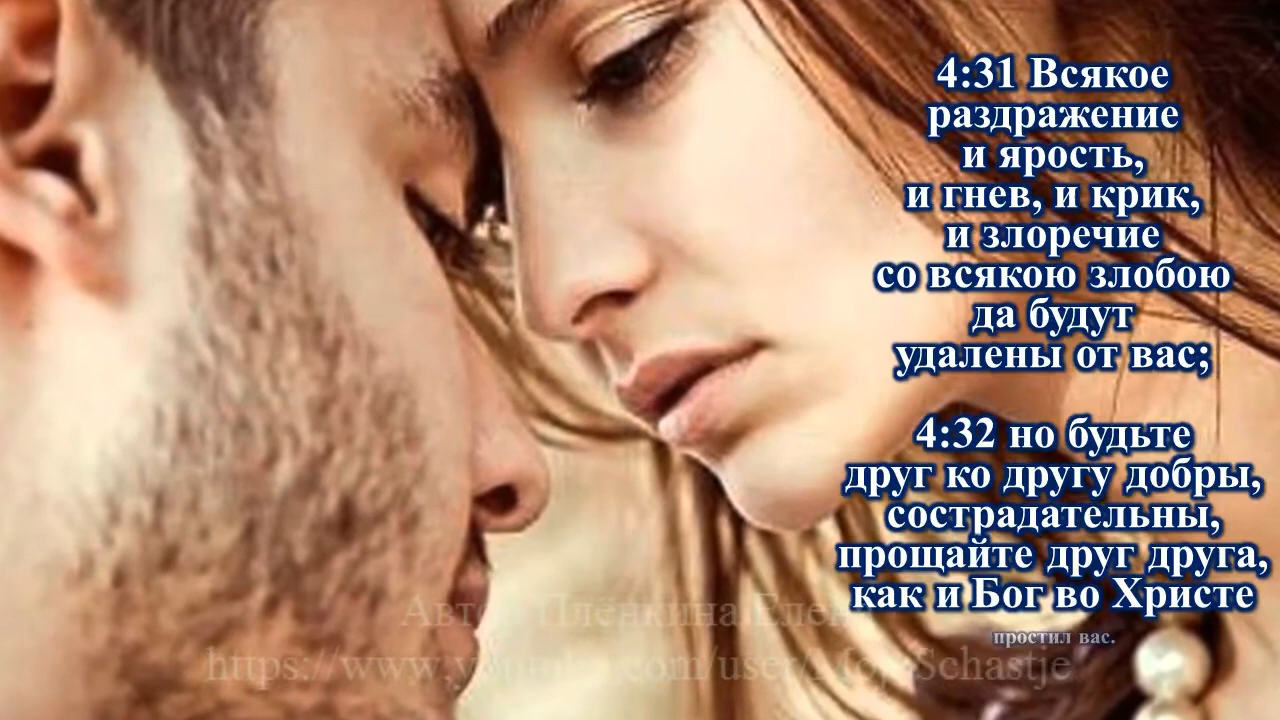 4:31 Всякое
раздражение
и ярость,
и гнев, и крик,
и злоречие
со всякою злобою
да будут
удалены от вас;
4:32 но будьте
друг ко другу добры,
сострадательны,
прощайте друг друга,
как и Бог во Христе
простил вас.
Плёнкина